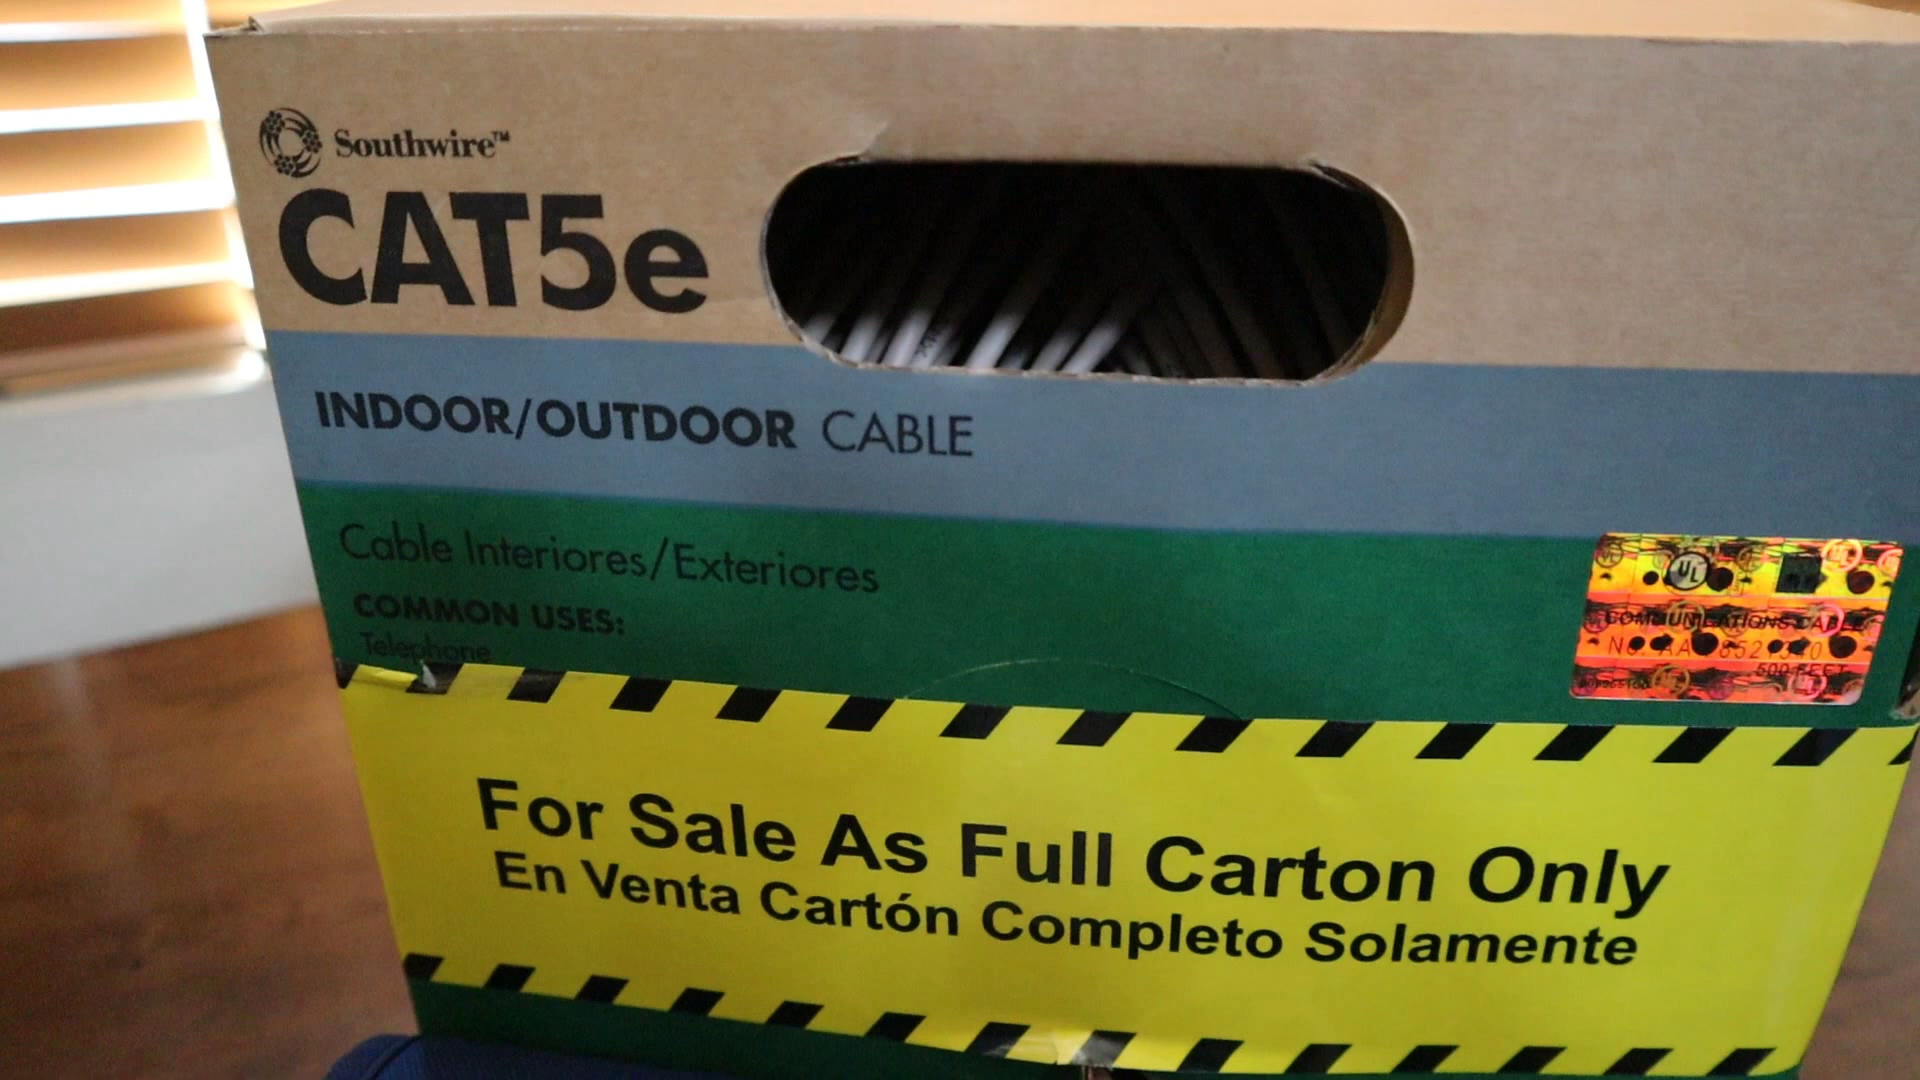 Southwire™
CAT5e
INDOOR/OUTDOOR CABLE
Cable Interiores/Exteriores
COMMON USES:
Telephone
UL
COMMUNICATIONS CABLE
500 FEET
For Sale As Full Carton Only
En Venta Cartón Completo Solamente